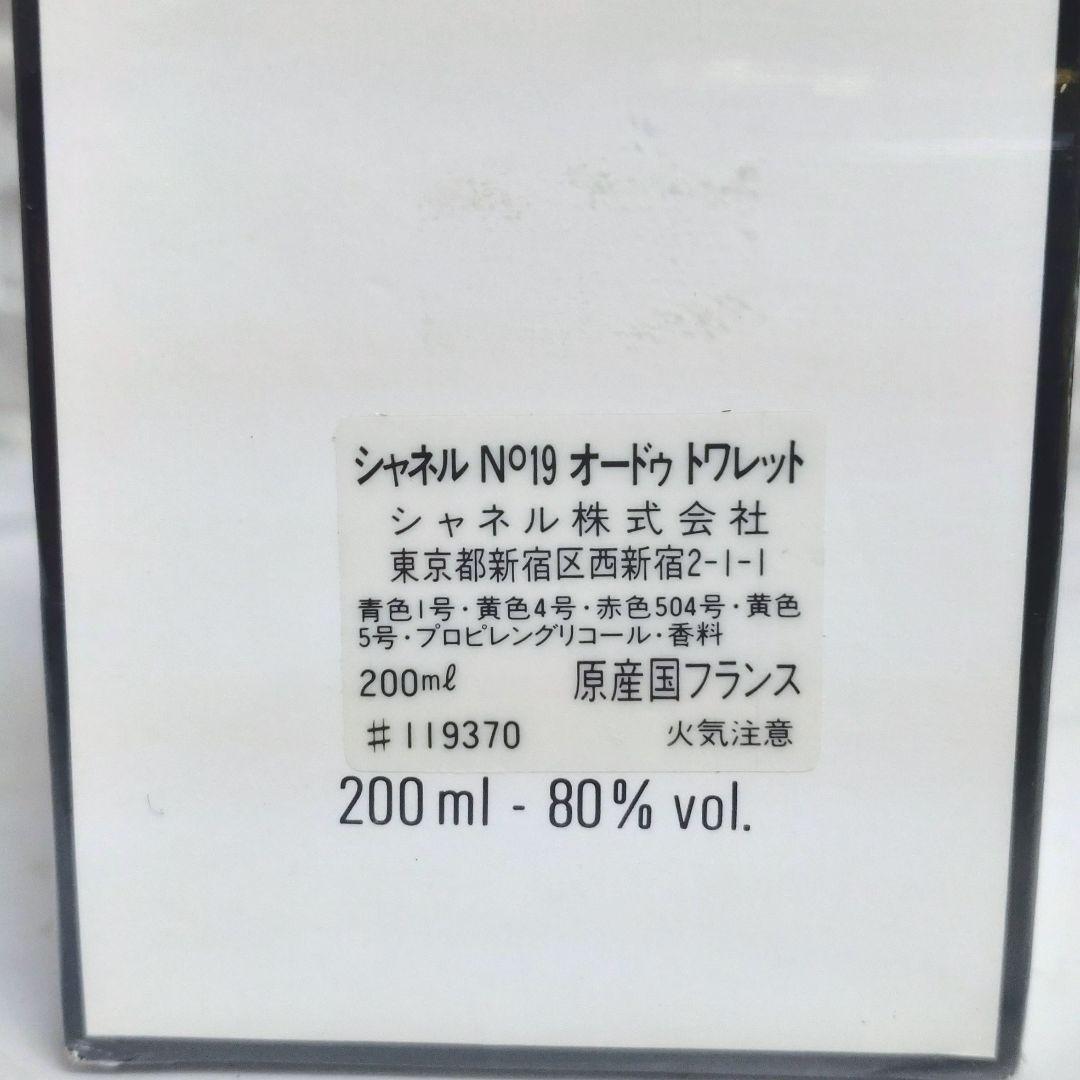 シャネル Nº19 オードゥ トワレット
シャネル株式会社
東京都新宿区西新宿2-1-1
青色1号・黄色4号・赤色504号・黄色
5号・プロピレングリコール・香料
200ml 原産国フランス
#119370 火気注意
200 ml - 80% vol.